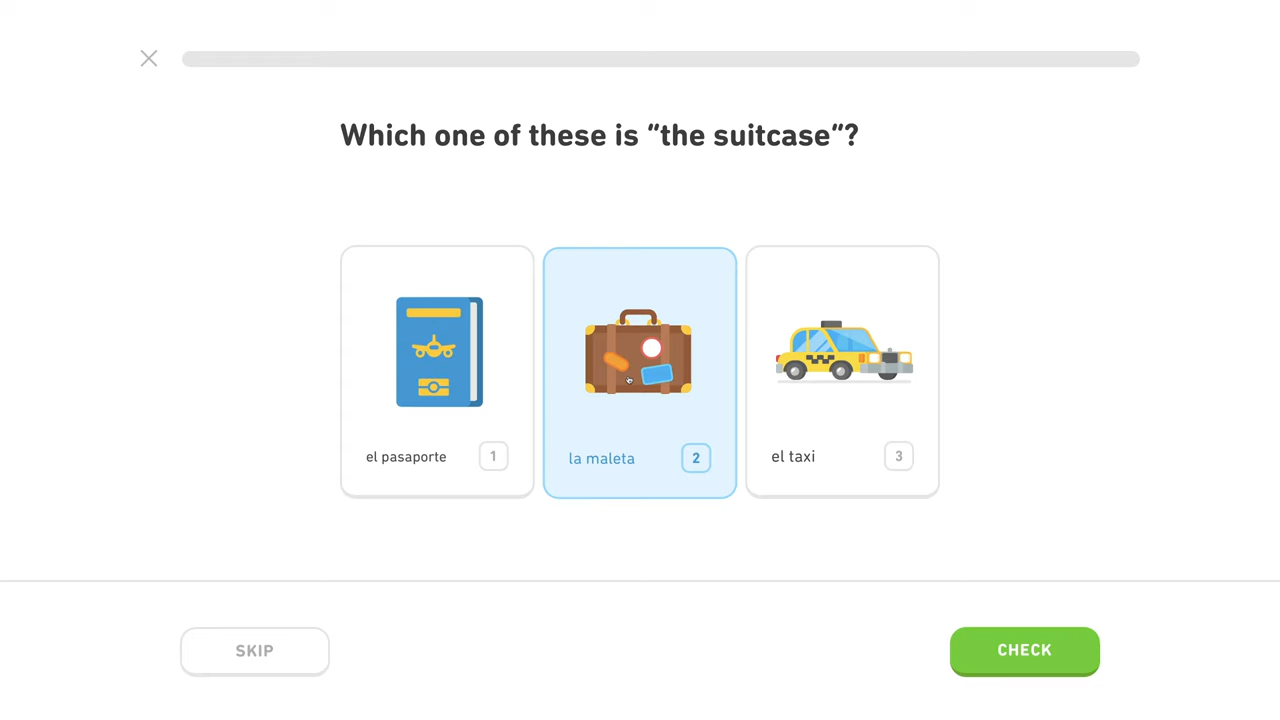 Which one of these is “the suitcase”?
el pasaporte 1
la maleta 2
el taxi 3
SKIP
CHECK